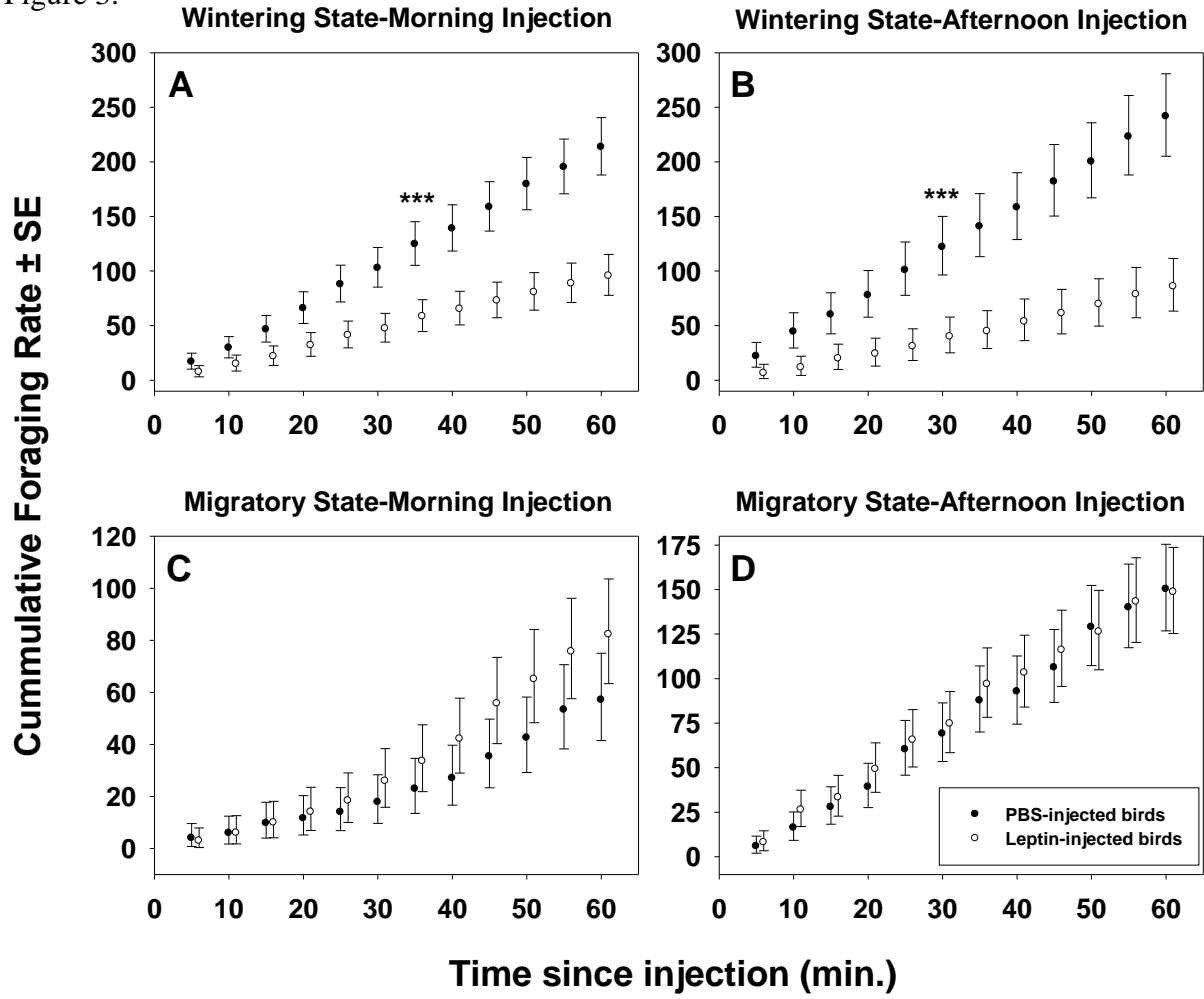 Figure 3.
Wintering State-Morning Injection
Wintering State-Afternoon Injection
300
250
200
150
100
50
0
A
***
0 10 20 30 40 50 60
300
250
200
150
100
50
0
B
***
0 10 20 30 40 50 60
Cummulative Foraging Rate ± SE
Migratory State-Morning Injection
Migratory State-Afternoon Injection
120
100
80
60
40
20
0
C
0 10 20 30 40 50 60
175
150
125
100
75
50
25
0
D
PBS-injected birds
Leptin-injected birds
0 10 20 30 40 50 60
Time since injection (min.)